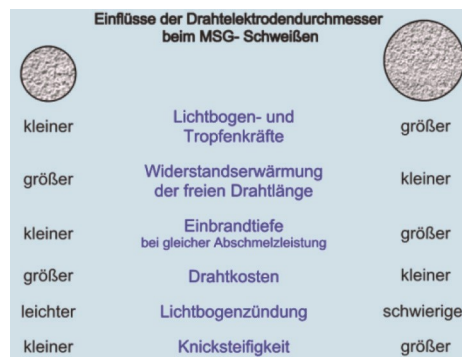 Einflüsse der Drahtelektrodendurchmesser
beim MSG- Schweißen
kleiner Lichtbogen- und Tropfenkräfte größer
größer Widerstandserwärmung der freien Drahtlänge kleiner
kleiner Einbrandtiefe bei gleicher Abschmelzleistung größer
größer Drahtkosten kleiner
leichter Lichtbogenzündung schwierige
kleiner Knicksteifigkeit größer